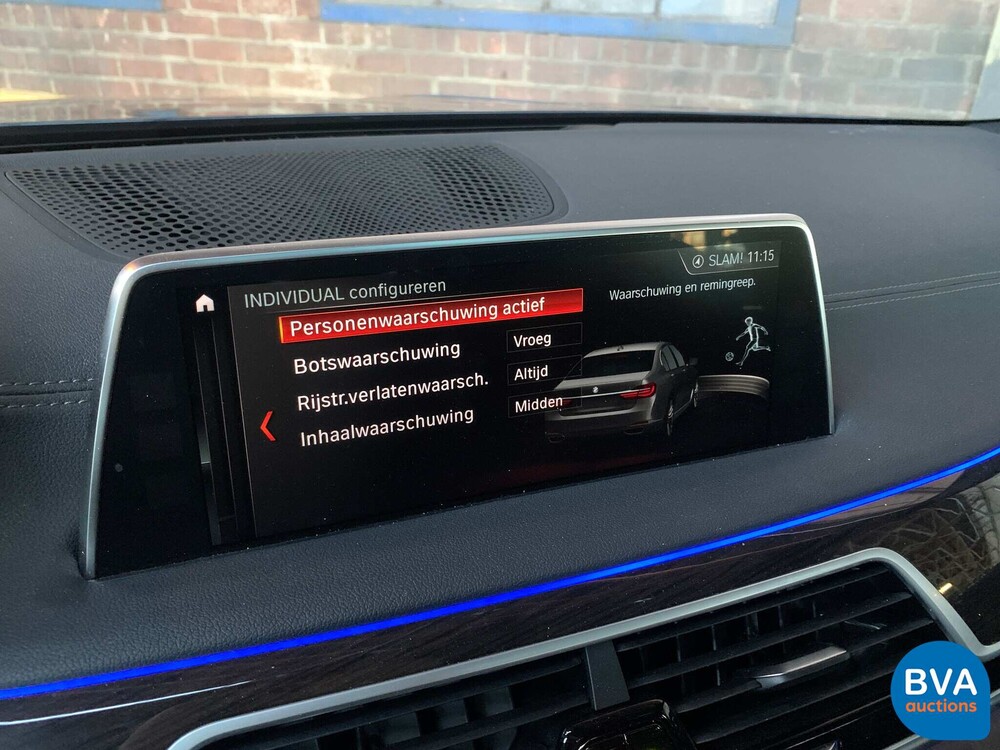 SLAM! 11:15
INDIVIDUAL configureren
Waarschuwing en remingreep.
Personenwaarschuwing actief
Botswaarschuwing Vroeg
Rijstr.verlatenwaarsch. Altijd
Inhaalwaarschuwing Midden
BVA
auctions